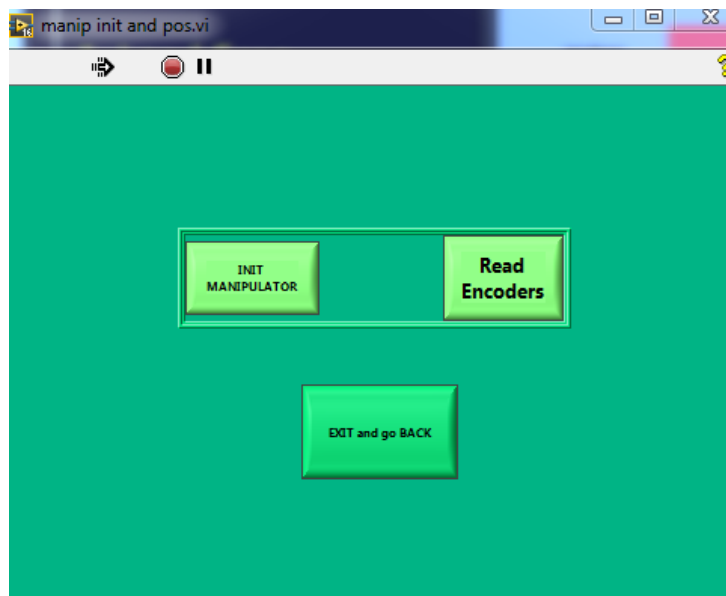 manip init and pos.vi
INIT
MANIPULATOR
Read
Encoders
EXIT and go BACK